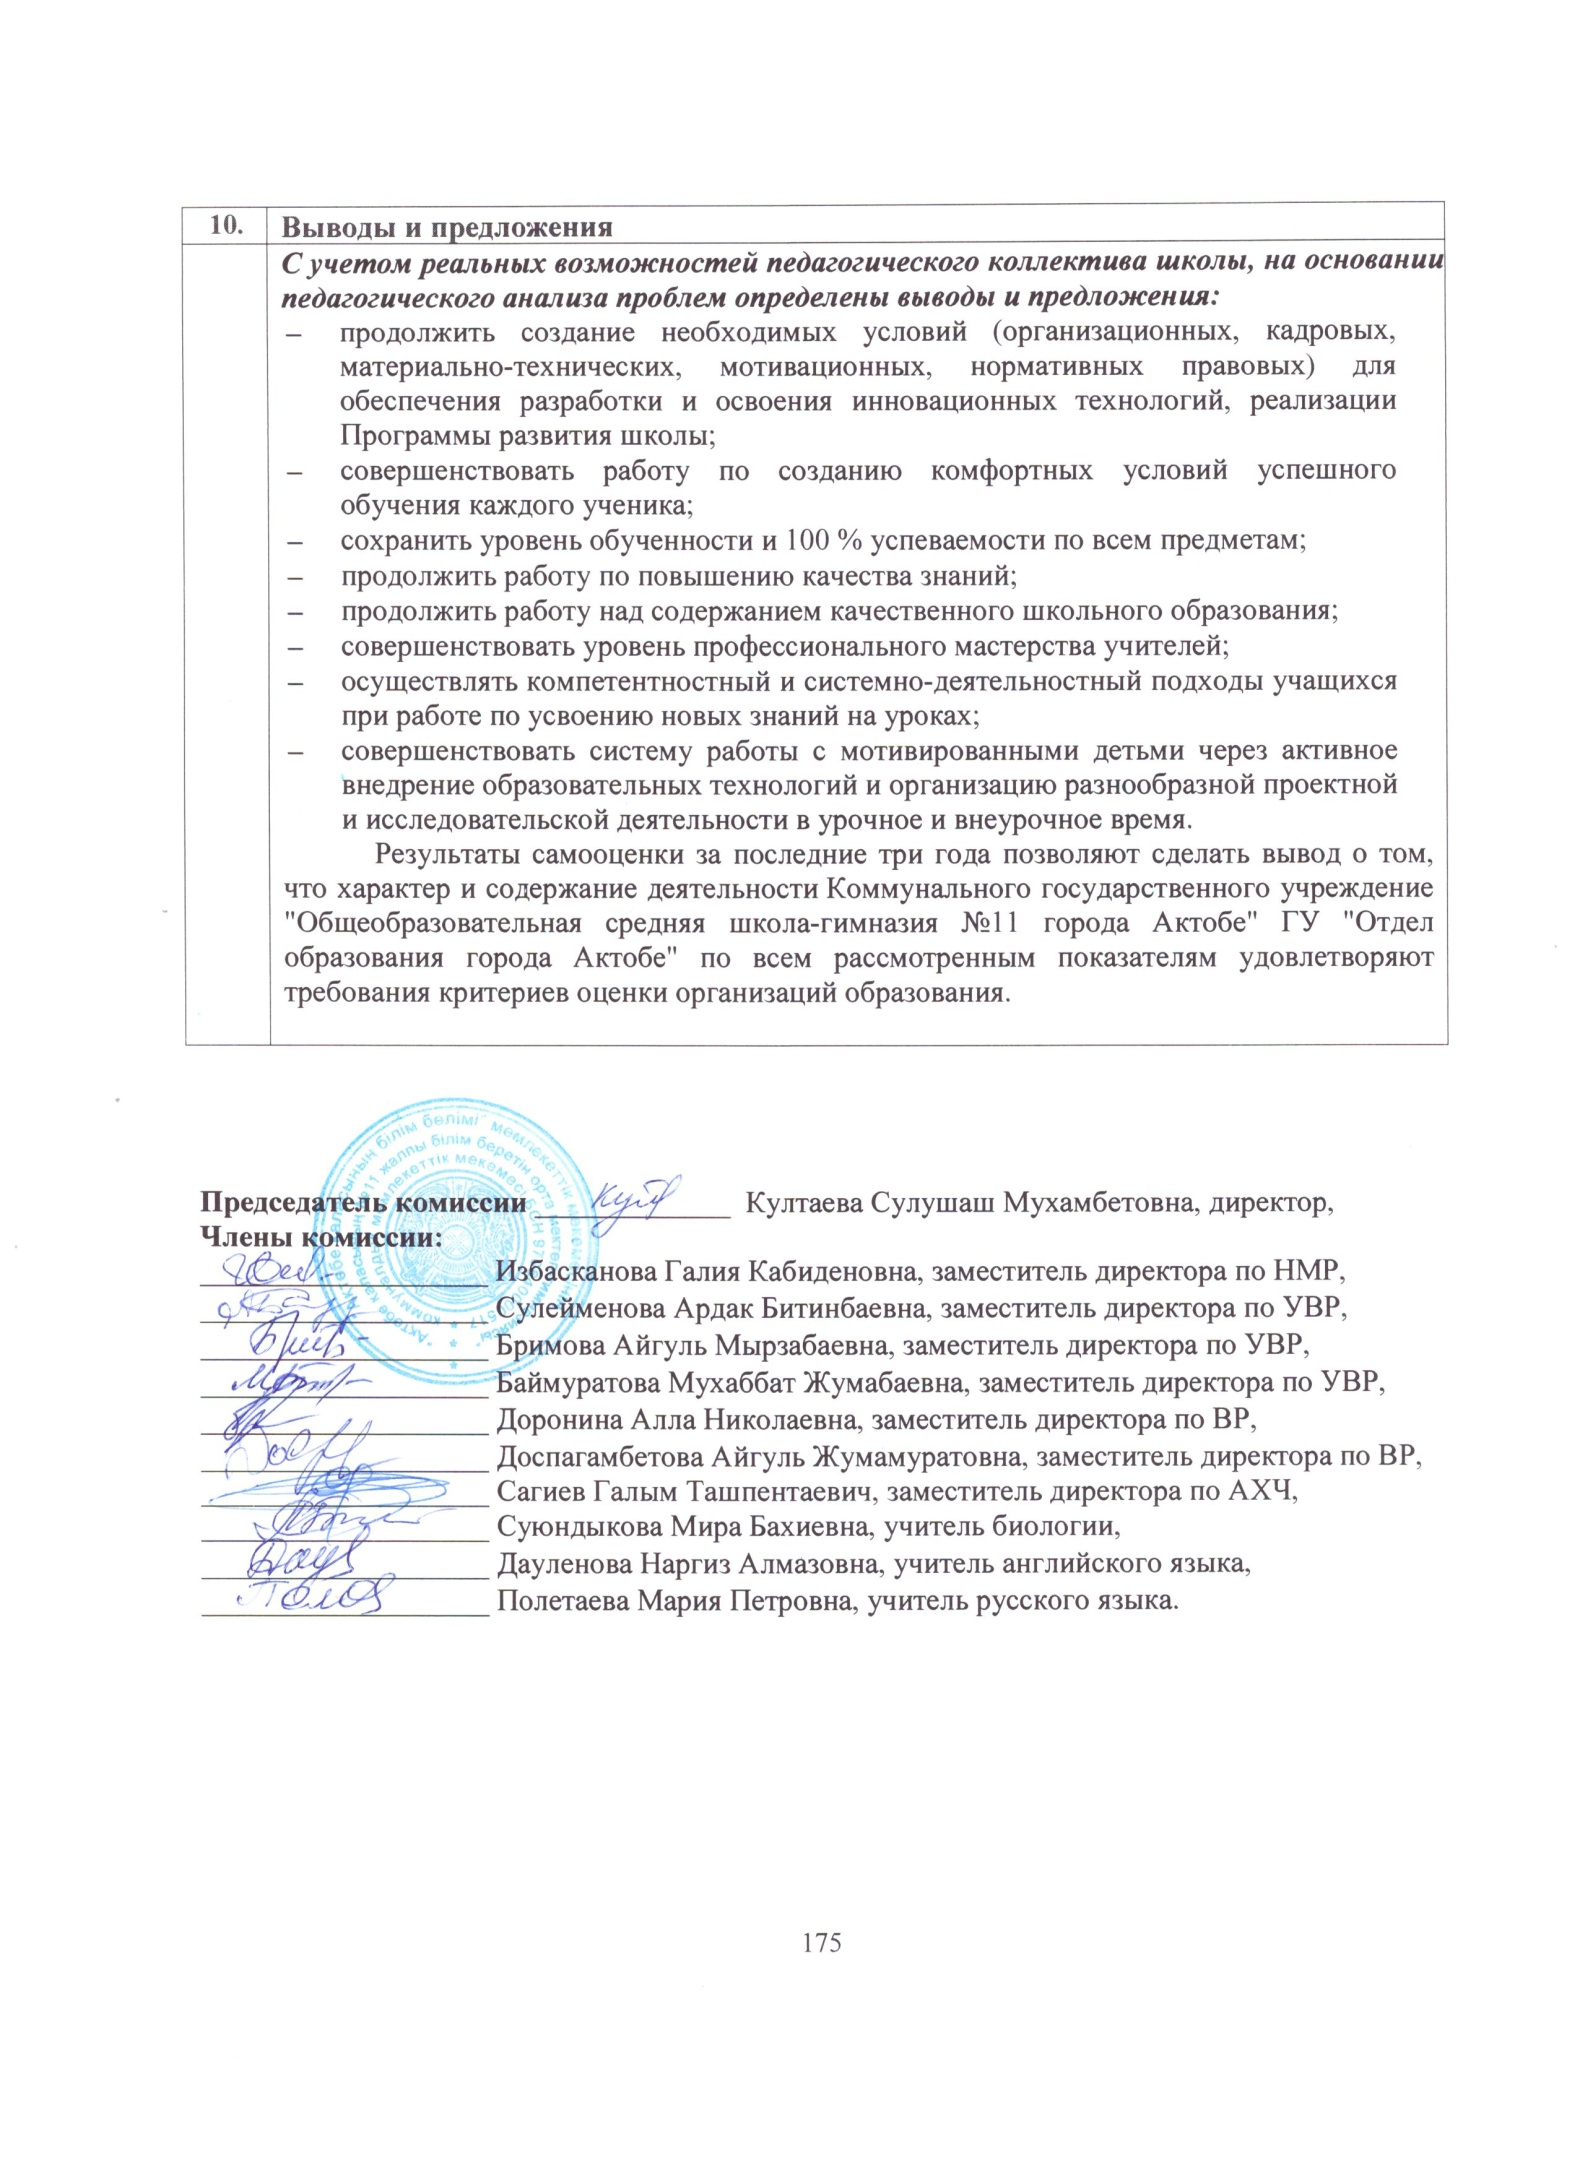 10. Выводы и предложения
С учетом реальных возможностей педагогического коллектива школы, на основании
педагогического анализа проблем определены выводы и предложения:
– продолжить создание необходимых условий (организационных, кадровых,
материально-технических, мотивационных, нормативных правовых) для
обеспечения разработки и освоения инновационных технологий, реализации
Программы развития школы;
– совершенствовать работу по созданию комфортных условий успешного
обучения каждого ученика;
– сохранить уровень обученности и 100 % успеваемости по всем предметам;
– продолжить работу по повышению качества знаний;
– продолжить работу над содержанием качественного школьного образования;
– совершенствовать уровень профессионального мастерства учителей;
– осуществлять компетентностный и системно-деятельностный подходы учащихся
при работе по усвоению новых знаний на уроках;
– совершенствовать систему работы с мотивированными детьми через активное
внедрение образовательных технологий и организацию разнообразной проектной
и исследовательской деятельности в урочное и внеурочное время.
Результаты самооценки за последние три года позволяют сделать вывод о том,
что характер и содержание деятельности Коммунального государственного учреждение
"Общеобразовательная средняя школа-гимназия №11 города Актобе" ГУ "Отдел
образования города Актобе" по всем рассмотренным показателям удовлетворяют
требования критериев оценки организаций образования.
Председатель комиссии ______________ Култаева Сулушаш Мухамбетовна, директор,
Члены комиссии:
____________________ Избасканова Галия Кабиденовна, заместитель директора по НМР,
____________________ Сулейменова Ардак Битинбаевна, заместитель директора по УВР,
____________________ Бримова Айгуль Мырзабаевна, заместитель директора по УВР,
____________________ Баймуратова Мухаббат Жумабаевна, заместитель директора по УВР,
____________________ Доронина Алла Николаевна, заместитель директора по ВР,
____________________ Доспагамбетова Айгуль Жумамуратовна, заместитель директора по ВР,
____________________ Сагиев Галым Ташпентаевич, заместитель директора по АХЧ,
____________________ Суюндыкова Мира Бахиевна, учитель биологии,
____________________ Дауленова Наргиз Алмазовна, учитель английского языка,
____________________ Полетаева Мария Петровна, учитель русского языка.
175